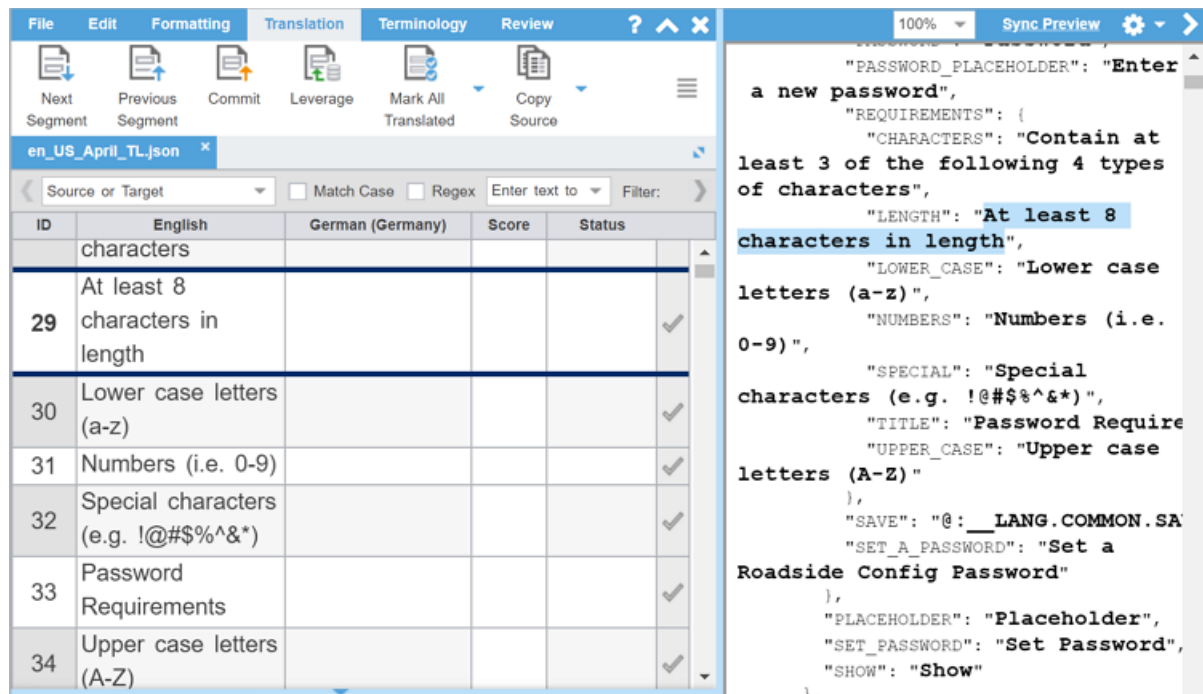 File Edit Formatting Translation Terminology Review ?
Next Segment
Previous Segment
Commit
Leverage
Mark All Translated
Copy Source
en_US_April_TL.json
Source or Target Match Case Regex Enter text to Filter:
ID English German (Germany) Score Status
characters
29 At least 8
characters in
length
30 Lower case letters
(a-z)
31 Numbers (i.e. 0-9)
32 Special characters
(e.g. !@#$%^&*)
33 Password
Requirements
34 Upper case letters
(A-Z)
100% Sync Preview
"PASSWORD": "Password",
"PASSWORD_PLACEHOLDER": "Enter
a new password",
"REQUIREMENTS": {
"CHARACTERS": "Contain at
least 3 of the following 4 types
of characters",
"LENGTH": "At least 8
characters in length",
"LOWER_CASE": "Lower case
letters (a-z)",
"NUMBERS": "Numbers (i.e.
0-9)",
"SPECIAL": "Special
characters (e.g. !@#$%^&*)",
"TITLE": "Password Require
"UPPER_CASE": "Upper case
letters (A-Z)"
},
"SAVE": "@:__LANG.COMMON.SA
"SET_A_PASSWORD": "Set a
Roadside Config Password"
},
"PLACEHOLDER": "Placeholder",
"SET_PASSWORD": "Set Password",
"SHOW": "Show"
}